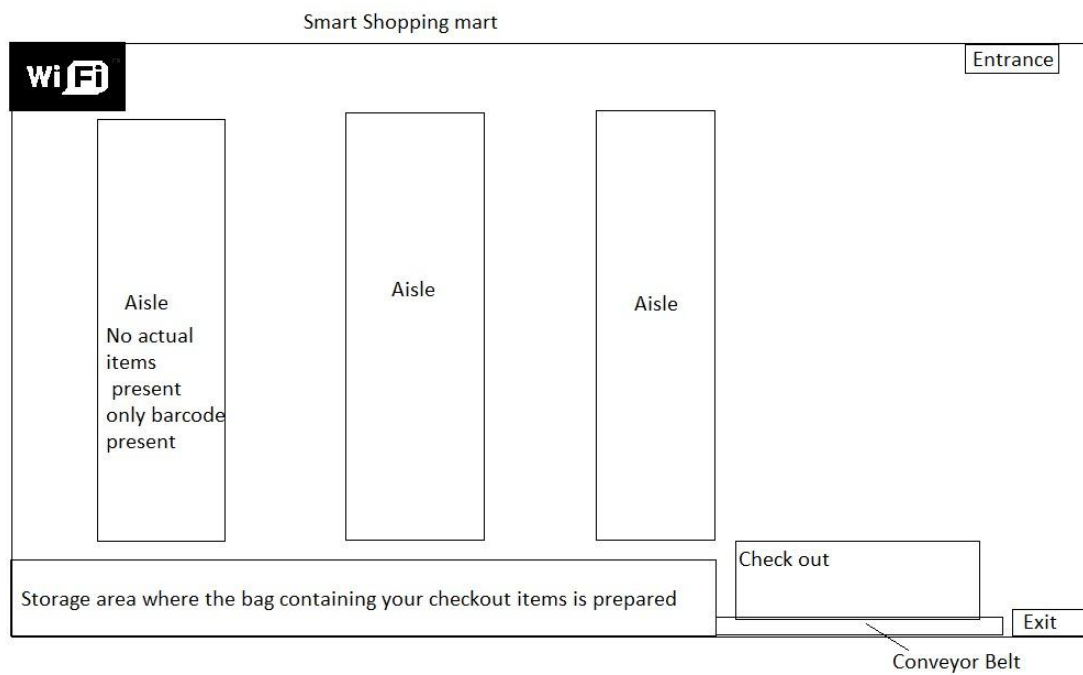 Smart Shopping mart
WiFi
Entrance
Aisle
No actual
items
present
only barcode
present
Aisle
Aisle
Check out
Storage area where the bag containing your checkout items is prepared
Exit
Conveyor Belt